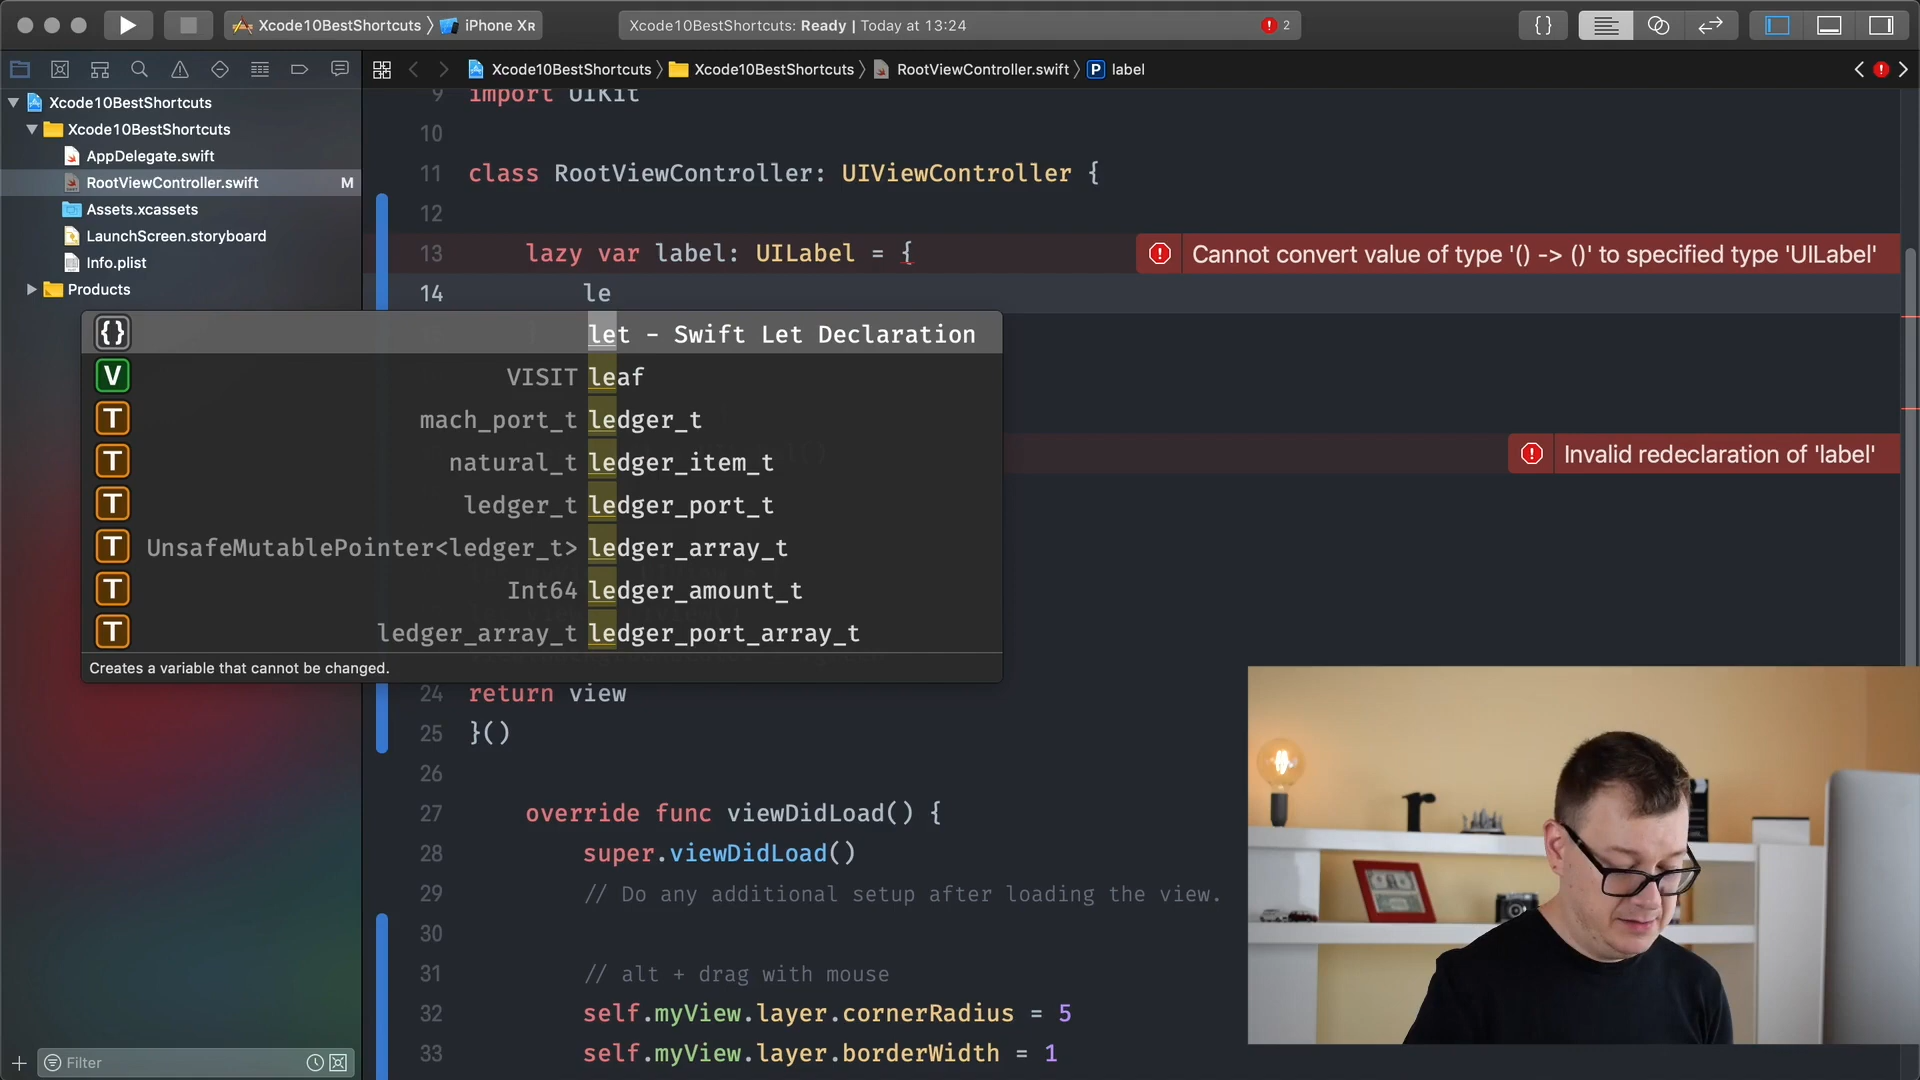 Xcode10BestShortcuts
iPhone XR
Xcode10BestShortcuts: Ready | Today at 13:24
2
{}
Xcode10BestShortcuts
Xcode10BestShortcuts
RootViewController.swift
P label
Xcode10BestShortcuts
Xcode10BestShortcuts
AppDelegate.swift
RootViewController.swift M
Assets.xcassets
LaunchScreen.storyboard
Info.plist
Products
9 import UIKit
10
11 class RootViewController: UIViewController {
12
13 lazy var label: UILabel = {
Cannot convert value of type '() -> ()' to specified type 'UILabel'
14 le
{} let - Swift Let Declaration
V VISIT leaf
T mach_port_t ledger_t
T natural_t ledger_item_t
Invalid redeclaration of 'label'
T ledger_t ledger_port_t
T UnsafeMutablePointer<ledger_t> ledger_array_t
T Int64 ledger_amount_t
T ledger_array_t ledger_port_array_t
Creates a variable that cannot be changed.
24 return view
25 }()
26
27 override func viewDidLoad() {
28 super.viewDidLoad()
29 // Do any additional setup after loading the view.
30
31 // alt + drag with mouse
32 self.myView.layer.cornerRadius = 5
33 self.myView.layer.borderWidth = 1
Filter